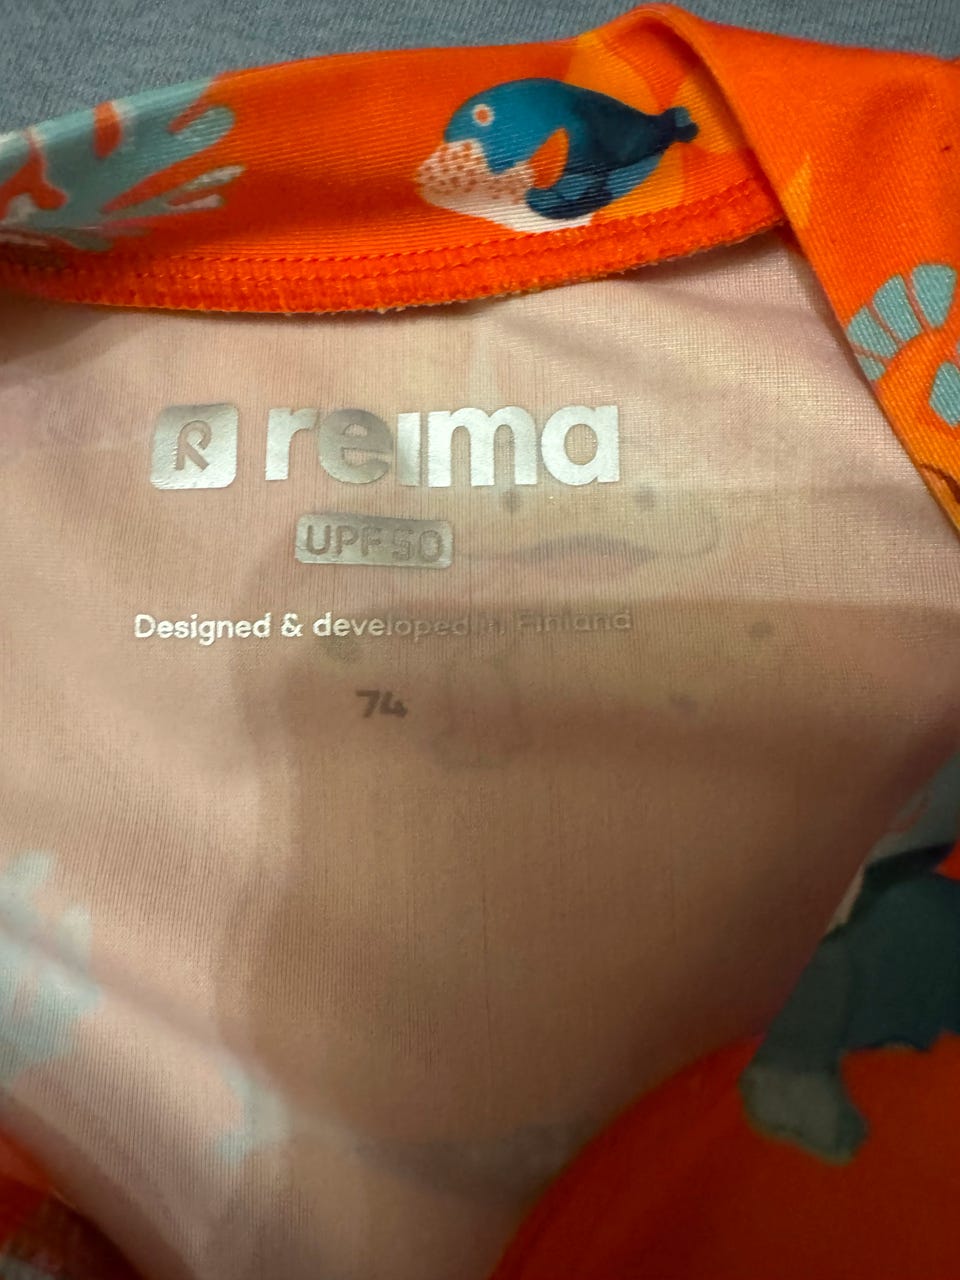 R reima
UPF 50
Designed & developed in Finland
74